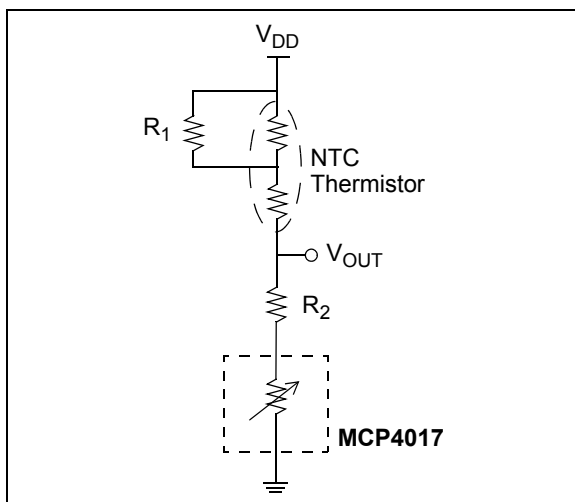 V_DD
R_1
NTC
Thermistor
V_OUT
R_2
MCP4017